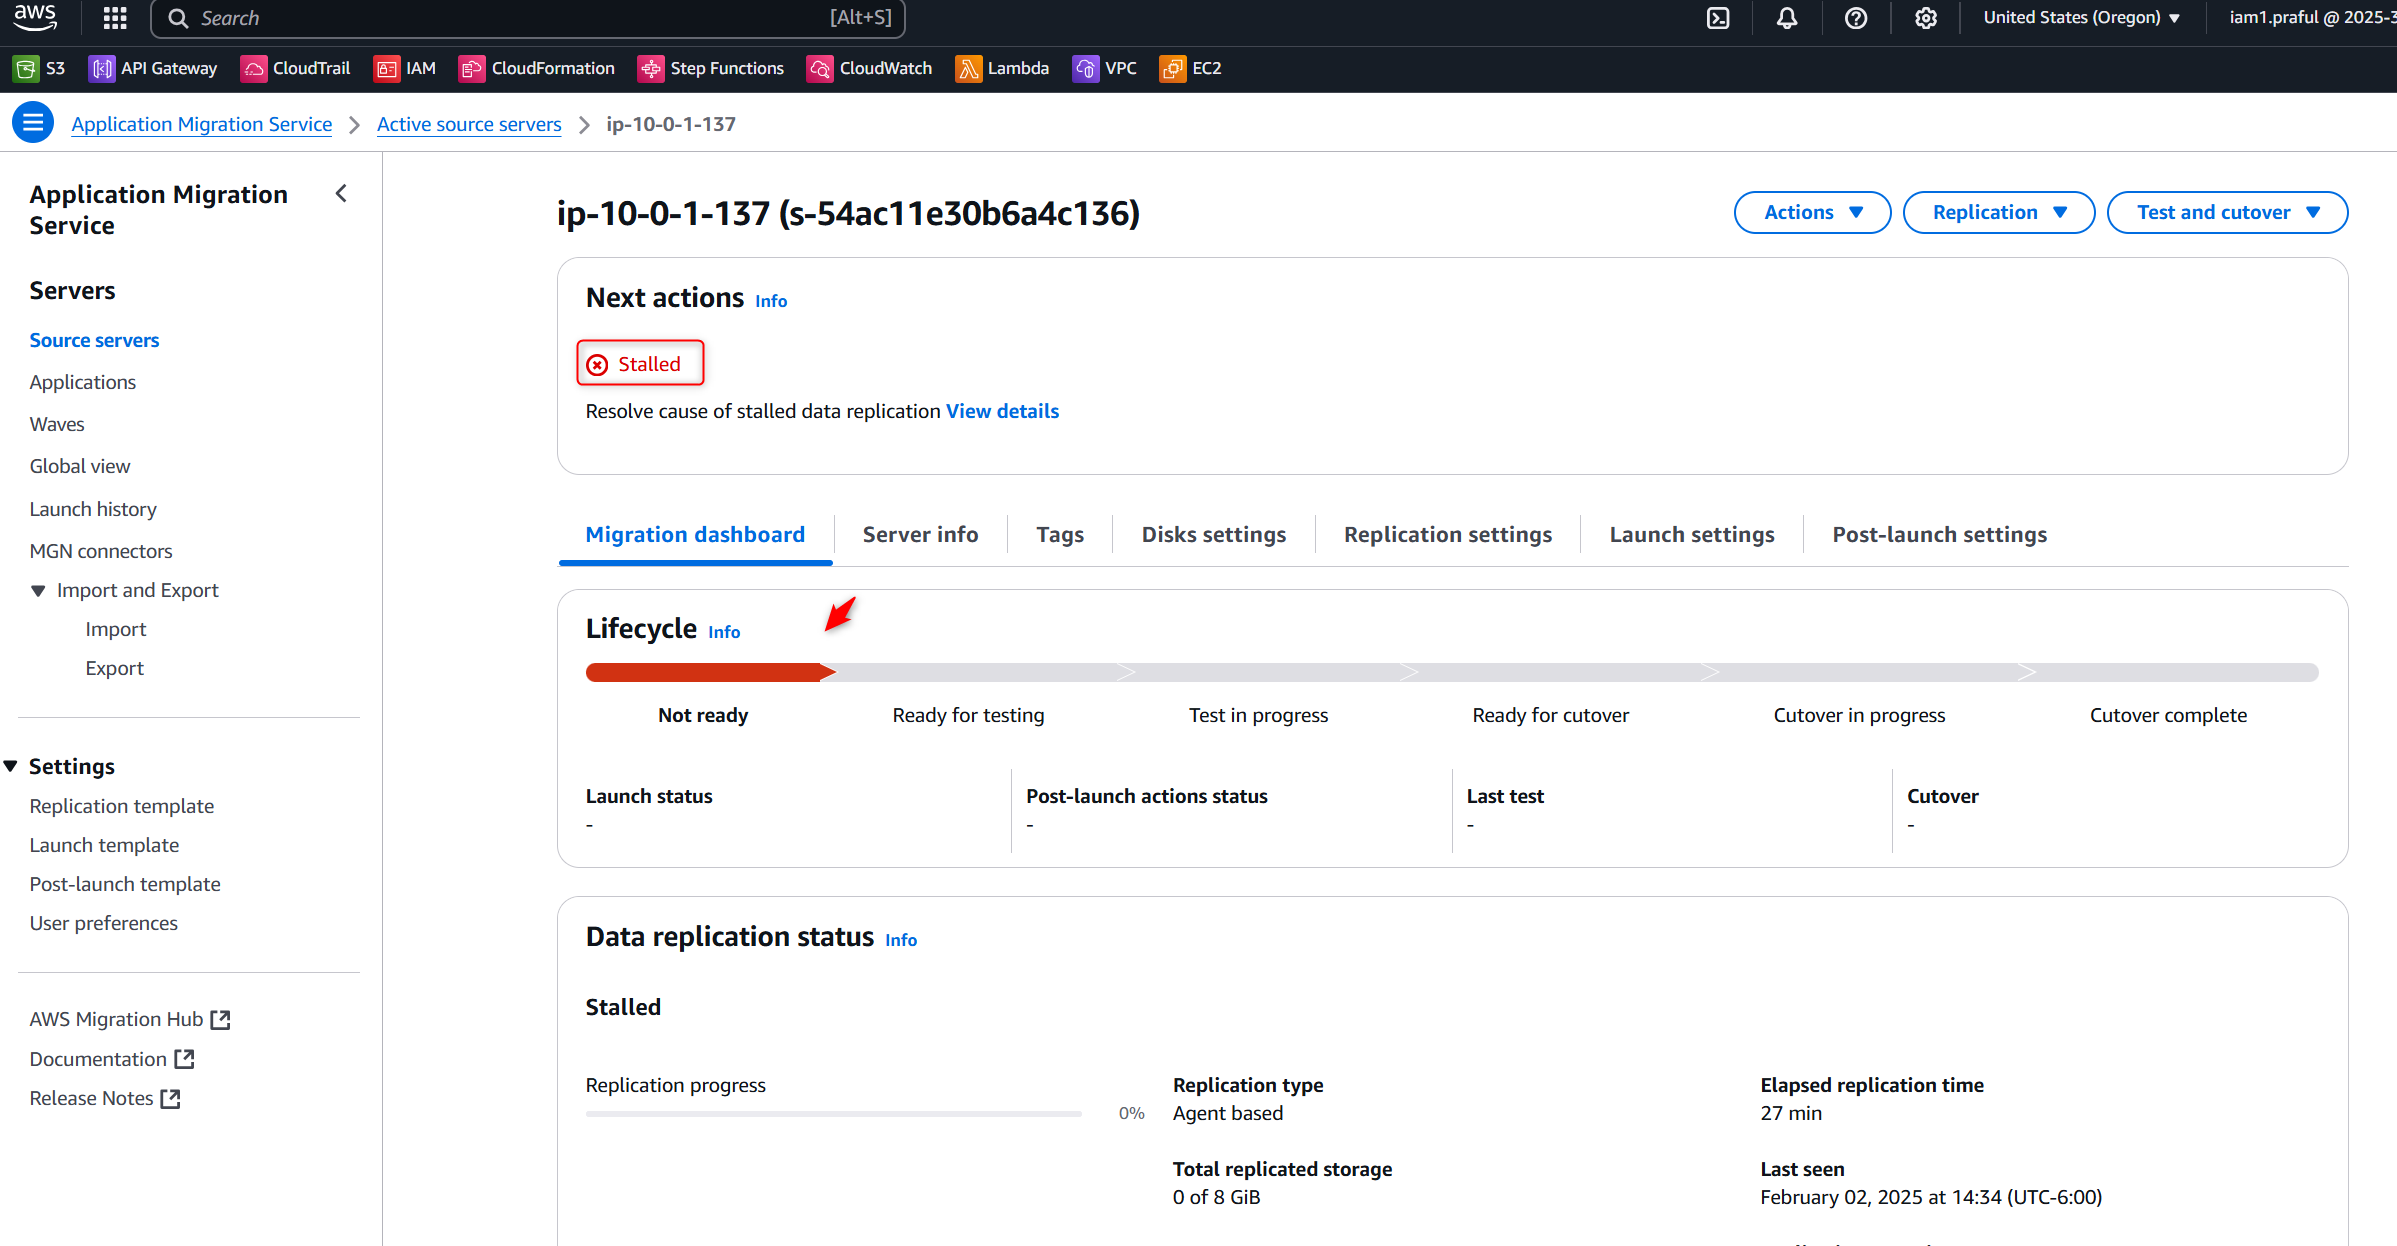 aws
Search [Alt+S]
United States (Oregon)
iam1.praful @ 2025-3
S3
API Gateway
CloudTrail
IAM
CloudFormation
Step Functions
CloudWatch
Lambda
VPC
EC2
Application Migration Service
Active source servers
ip-10-0-1-137
Application Migration
Service
Servers
Source servers
Applications
Waves
Global view
Launch history
MGN connectors
Import and Export
Import
Export
Settings
Replication template
Launch template
Post-launch template
User preferences
AWS Migration Hub
Documentation
Release Notes
ip-10-0-1-137 (s-54ac11e30b6a4c136)
Actions
Replication
Test and cutover
Next actions Info
Stalled
Resolve cause of stalled data replication View details
Migration dashboard
Server info
Tags
Disks settings
Replication settings
Launch settings
Post-launch settings
Lifecycle Info
Not ready
Ready for testing
Test in progress
Ready for cutover
Cutover in progress
Cutover complete
Launch status
-
Post-launch actions status
-
Last test
-
Cutover
-
Data replication status Info
Stalled
Replication progress
0%
Replication type
Agent based
Elapsed replication time
27 min
Total replicated storage
0 of 8 GiB
Last seen
February 02, 2025 at 14:34 (UTC-6:00)